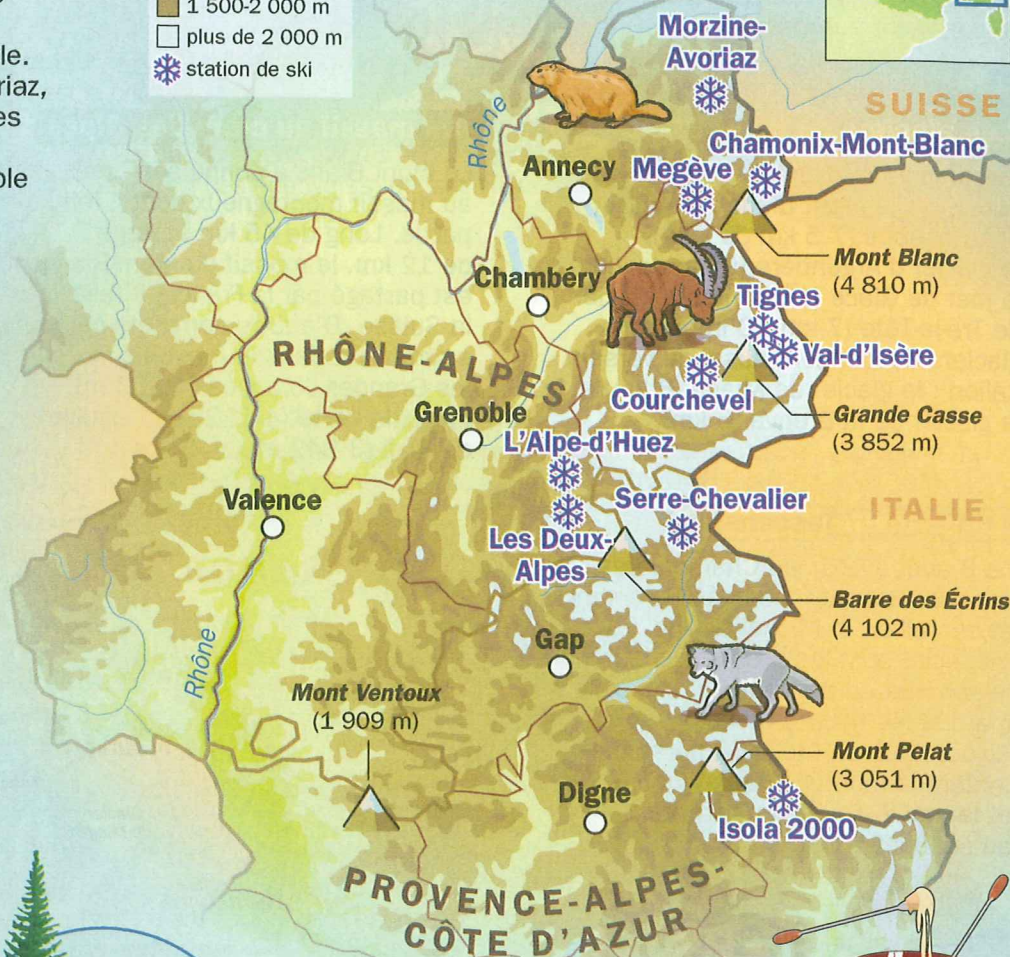 1 500-2 000 m
plus de 2 000 m
station de ski
le.
riaz,
es
ole
Morzine-
Avoriaz
SUISSE
Rhône
Chamonix-Mont-Blanc
Annecy
Megève
Mont Blanc
(4 810 m)
Chambéry
Tignes
Val-d'Isère
RHÔNE-ALPES
Courchevel
Grande Casse
(3 852 m)
Grenoble
L'Alpe-d'Huez
Valence
Serre-Chevalier
ITALIE
Les Deux-
Alpes
Barre des Écrins
(4 102 m)
Gap
Rhône
Mont Ventoux
(1 909 m)
Mont Pelat
(3 051 m)
Digne
Isola 2000
PROVENCE-ALPES-
CÔTE D'AZUR